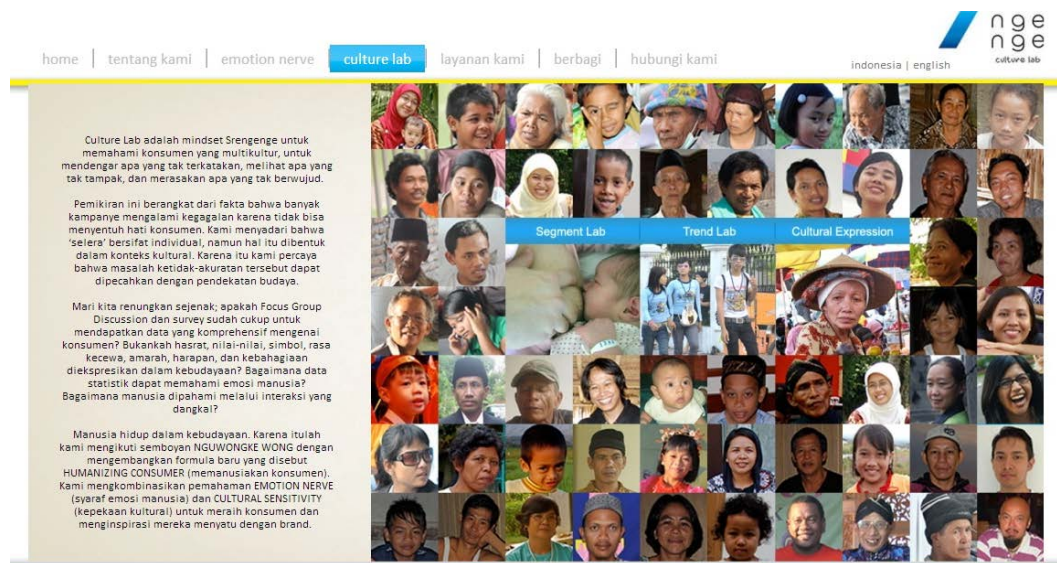 nge
nge
culture lab
home | tentang kami | emotion nerve | culture lab | layanan kami | berbagi | hubungi kami
indonesia | english
Culture Lab adalah mindset Srengenge untuk
memahami konsumen yang multikultur, untuk
mendengar apa yang tak terkatakan, melihat apa yang
tak tampak, dan merasakan apa yang tak berwujud.
Pemikiran ini berangkat dari fakta bahwa banyak
kampanye mengalami kegagalan karena tidak bisa
menyentuh hati konsumen. Kami menyadari bahwa
'selera' bersifat individual, namun hal itu dibentuk
dalam konteks kultural. Karena itu kami percaya
bahwa masalah ketidak-akuratan tersebut dapat
dipecahkan dengan pendekatan budaya.
Mari kita renungkan sejenak; apakah Focus Group
Discussion dan survey sudah cukup untuk
mendapatkan data yang komprehensif mengenai
konsumen? Bukankah hasrat, nilai-nilai, simbol, rasa
kecewa, amarah, harapan, dan kebahagiaan
diekspresikan dalam kebudayaan? Bagaimana data
statistik dapat memahami emosi manusia?
Bagaimana manusia dipahami melalui interaksi yang
dangkal?
Manusia hidup dalam kebudayaan. Karena itulah
kami mengikuti semboyan NGUWONGKE WONG dengan
mengembangkan formula baru yang disebut
HUMANIZING CONSUMER (memanusiakan konsumen).
Kami mengkombinasikan pemahaman EMOTION NERVE
(syaraf emosi manusia) dan CULTURAL SENSITIVITY
(kepekaan kultural) untuk meraih konsumen dan
menginspirasi mereka menyatu dengan brand.
Segment Lab
Trend Lab
Cultural Expression